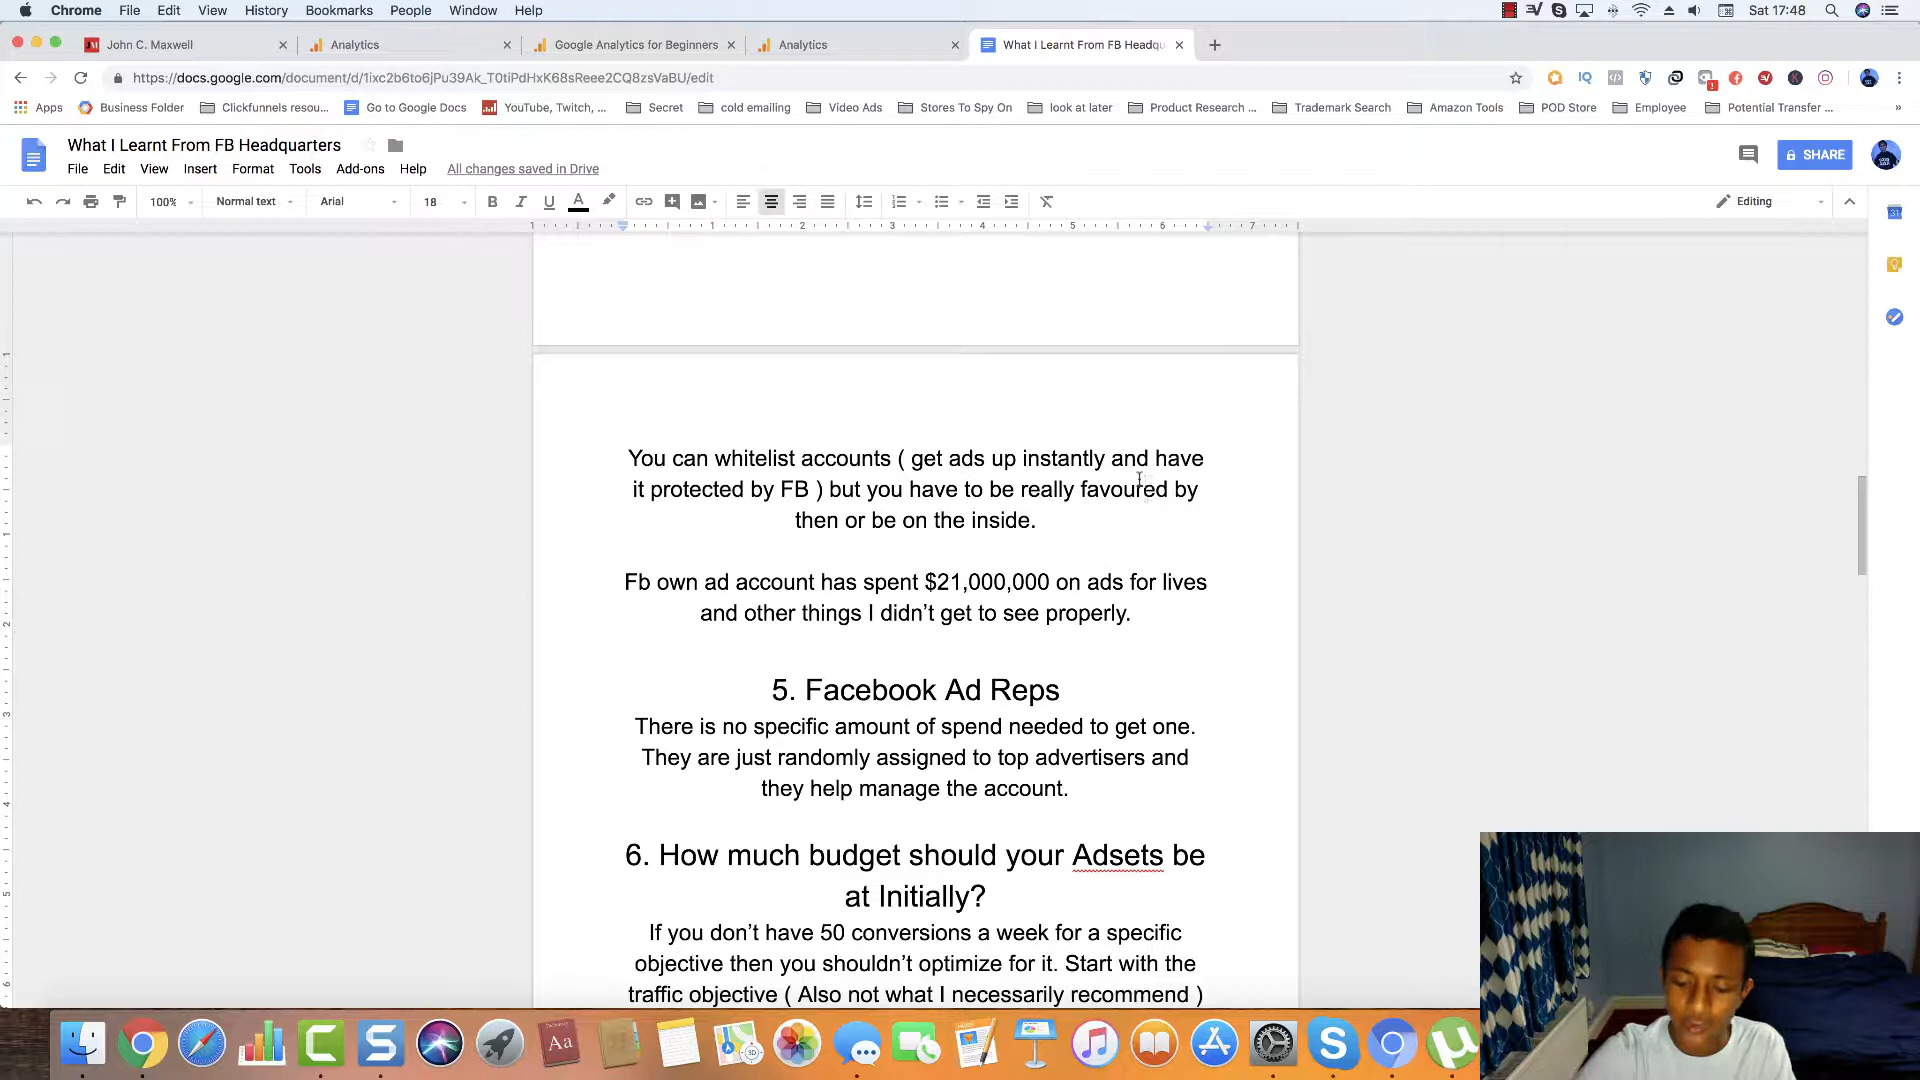 Chrome File Edit View History Bookmarks People Window Help Sat 17:48
John C. Maxwell Analytics Google Analytics for Beginners Analytics What I Learnt From FB Headqu
https://docs.google.com/document/d/1ixc2b6to6jPu39Ak_T0tiPdHxK68sReee2CQ8zsVaBU/edit
Apps Business Folder Clickfunnels resou... Go to Google Docs YouTube, Twitch, ... Secret cold emailing Video Ads Stores To Spy On look at later Product Research ... Trademark Search Amazon Tools POD Store Employee Potential Transfer ... »
What I Learnt From FB Headquarters
SHARE
File Edit View Insert Format Tools Add-ons Help All changes saved in Drive
100% Normal text Arial 18 B I U A Editing
1 1 2 3 4 5 6 7
You can whitelist accounts ( get ads up instantly and have
it protected by FB ) but you have to be really favoured by
then or be on the inside.
Fb own ad account has spent $21,000,000 on ads for lives
and other things I didn’t get to see properly.
5. Facebook Ad Reps
There is no specific amount of spend needed to get one.
They are just randomly assigned to top advertisers and
they help manage the account.
6. How much budget should your Adsets be
at Initially?
If you don’t have 50 conversions a week for a specific
objective then you shouldn’t optimize for it. Start with the
traffic objective ( Also not what I necessarily recommend )